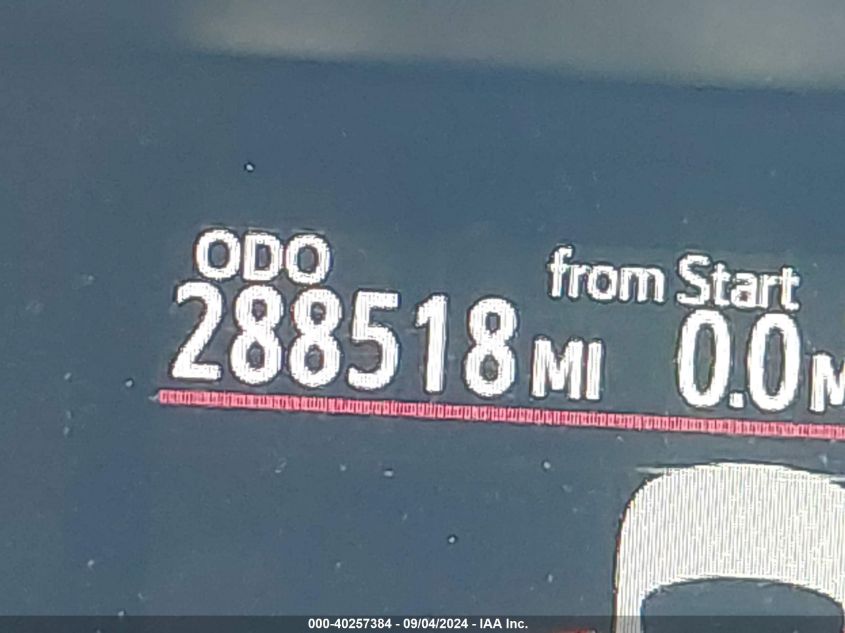 ODO
288518 MI
from Start
0.0 M
000-40257384 - 09/04/2024 - IAA Inc.